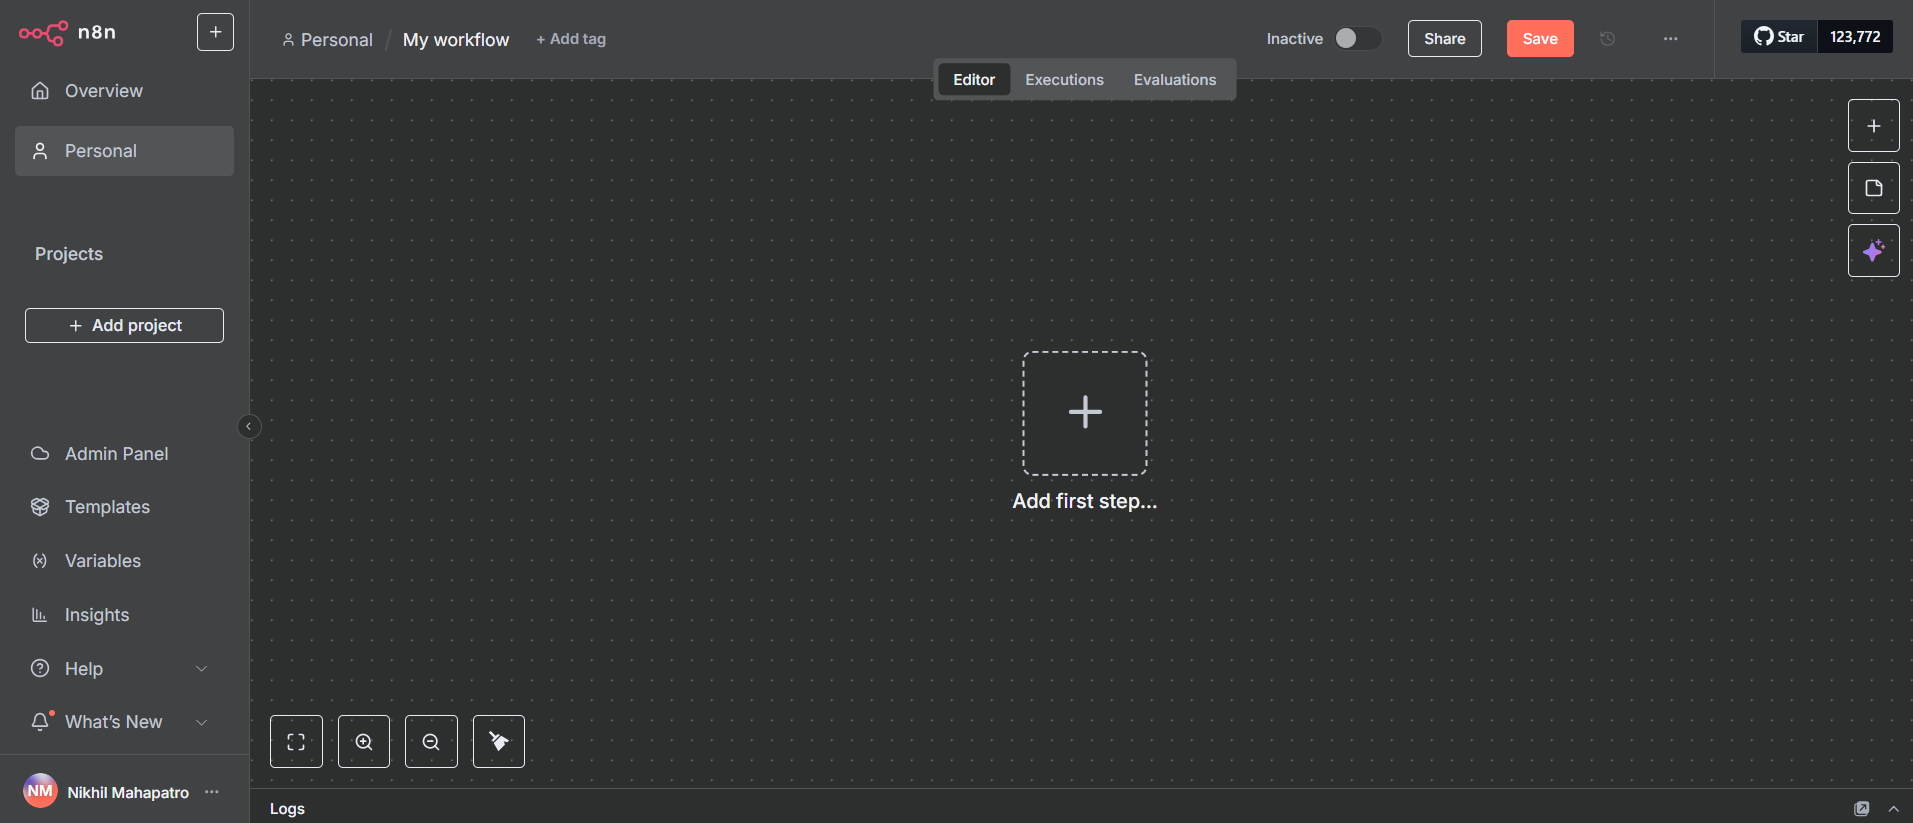 n8n
Overview
Personal
Projects
Add project
Admin Panel
Templates
Variables
Insights
Help
What's New
NM Nikhil Mahapatro
Personal / My workflow + Add tag
Inactive
Share
Save
Star 123,772
Editor Executions Evaluations
Add first step...
Logs